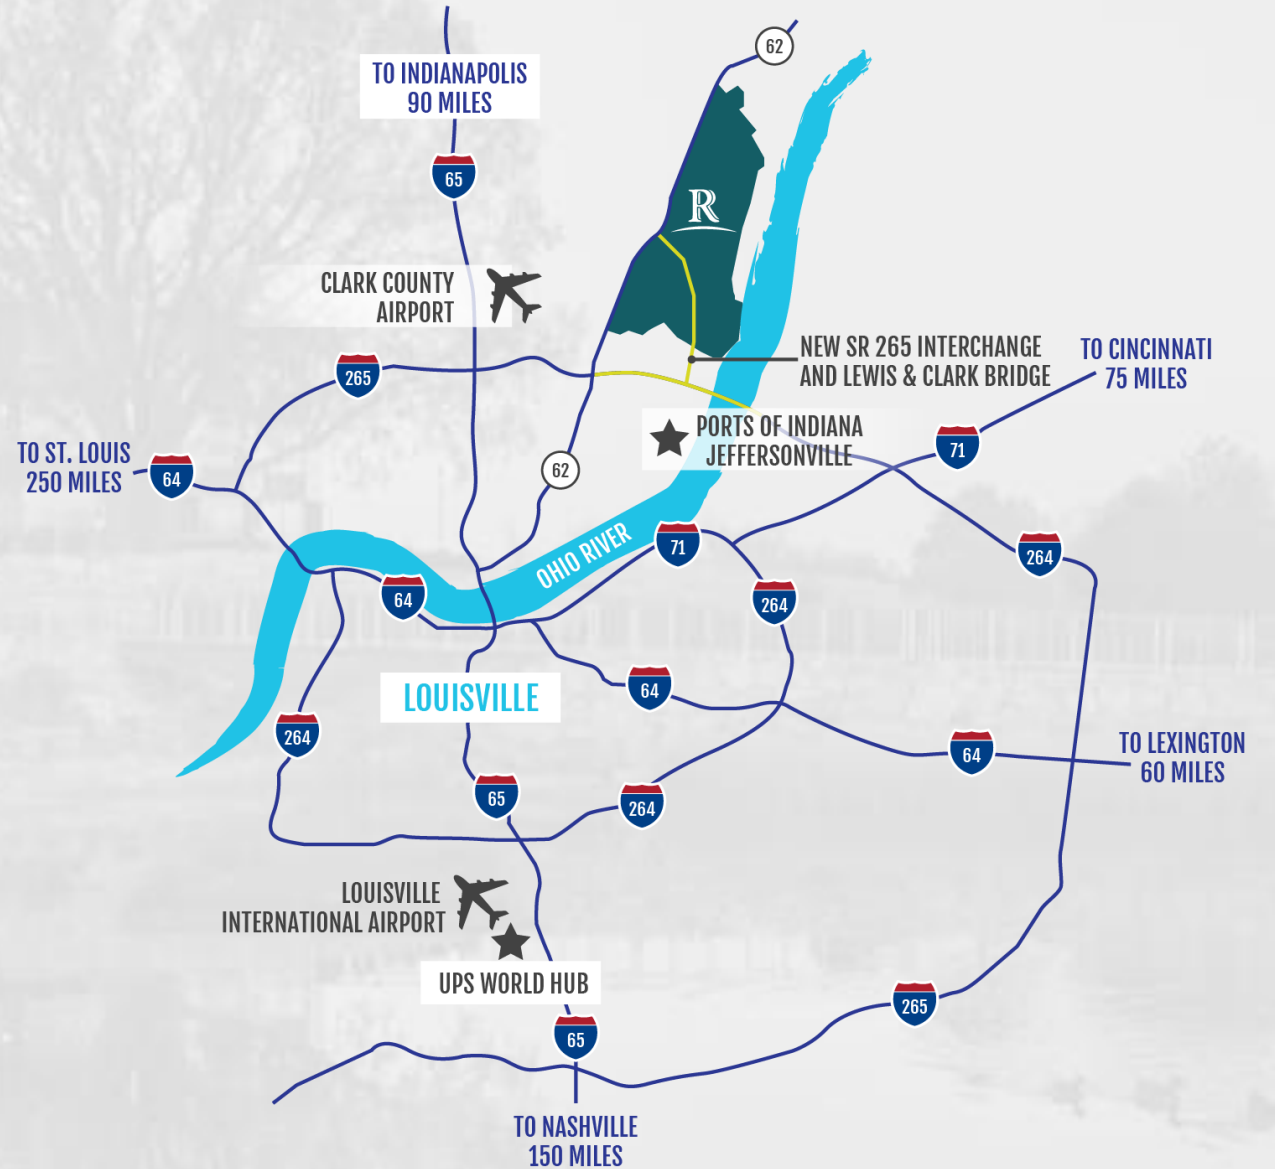 62
TO INDIANAPOLIS
90 MILES
65
R
CLARK COUNTY
AIRPORT
NEW SR 265 INTERCHANGE
AND LEWIS & CLARK BRIDGE
TO CINCINNATI
75 MILES
265
PORTS OF INDIANA
JEFFERSONVILLE
71
TO ST. LOUIS
250 MILES
64
62
OHIO RIVER
71
264
64
264
64
LOUISVILLE
264
64
TO LEXINGTON
60 MILES
65
264
LOUISVILLE
INTERNATIONAL AIRPORT
UPS WORLD HUB
265
65
TO NASHVILLE
150 MILES